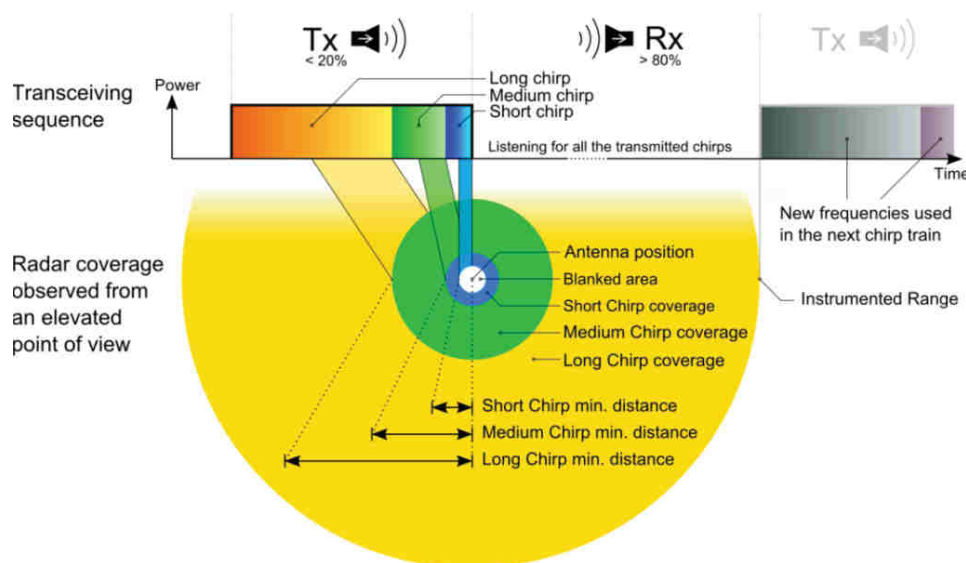 Tx
< 20%
Rx
> 80%
Tx
Transceiving
sequence
Power
Long chirp
Medium chirp
Short chirp
Listening for all the transmitted chirps
Time
New frequencies used
in the next chirp train
Radar coverage
observed from
an elevated
point of view
Antenna position
Blanked area
Short Chirp coverage
Medium Chirp coverage
Long Chirp coverage
Instrumented Range
Short Chirp min. distance
Medium Chirp min. distance
Long Chirp min. distance